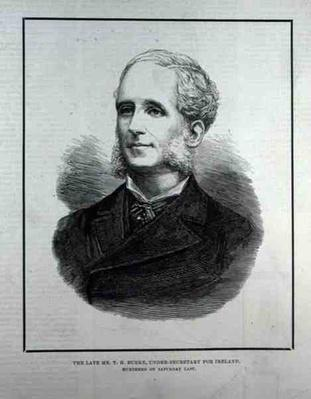 THE LATE MR. T. H. BURKE, UNDER-SECRETARY FOR IRELAND,
MURDERED ON SATURDAY LAST.